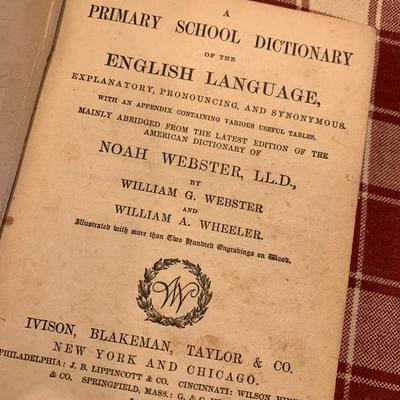 A
PRIMARY SCHOOL DICTIONARY
OF THE
ENGLISH LANGUAGE,
EXPLANATORY, PRONOUNCING, AND SYNONYMOUS.
WITH AN APPENDIX CONTAINING VARIOUS USEFUL TABLES.
MAINLY ABRIDGED FROM THE LATEST EDITION OF THE
AMERICAN DICTIONARY OF
NOAH WEBSTER, LL.D.,
BY
WILLIAM G. WEBSTER
AND
WILLIAM A. WHEELER.
Illustrated with more than Two Hundred Engravings on Wood.
NW
IVISON, BLAKEMAN, TAYLOR & CO.
NEW YORK AND CHICAGO.
PHILADELPHIA: J. B. LIPPINCOTT & CO. CINCINNATI: WILSON,
& CO. SPRINGFIELD, MASS.: G. & C.